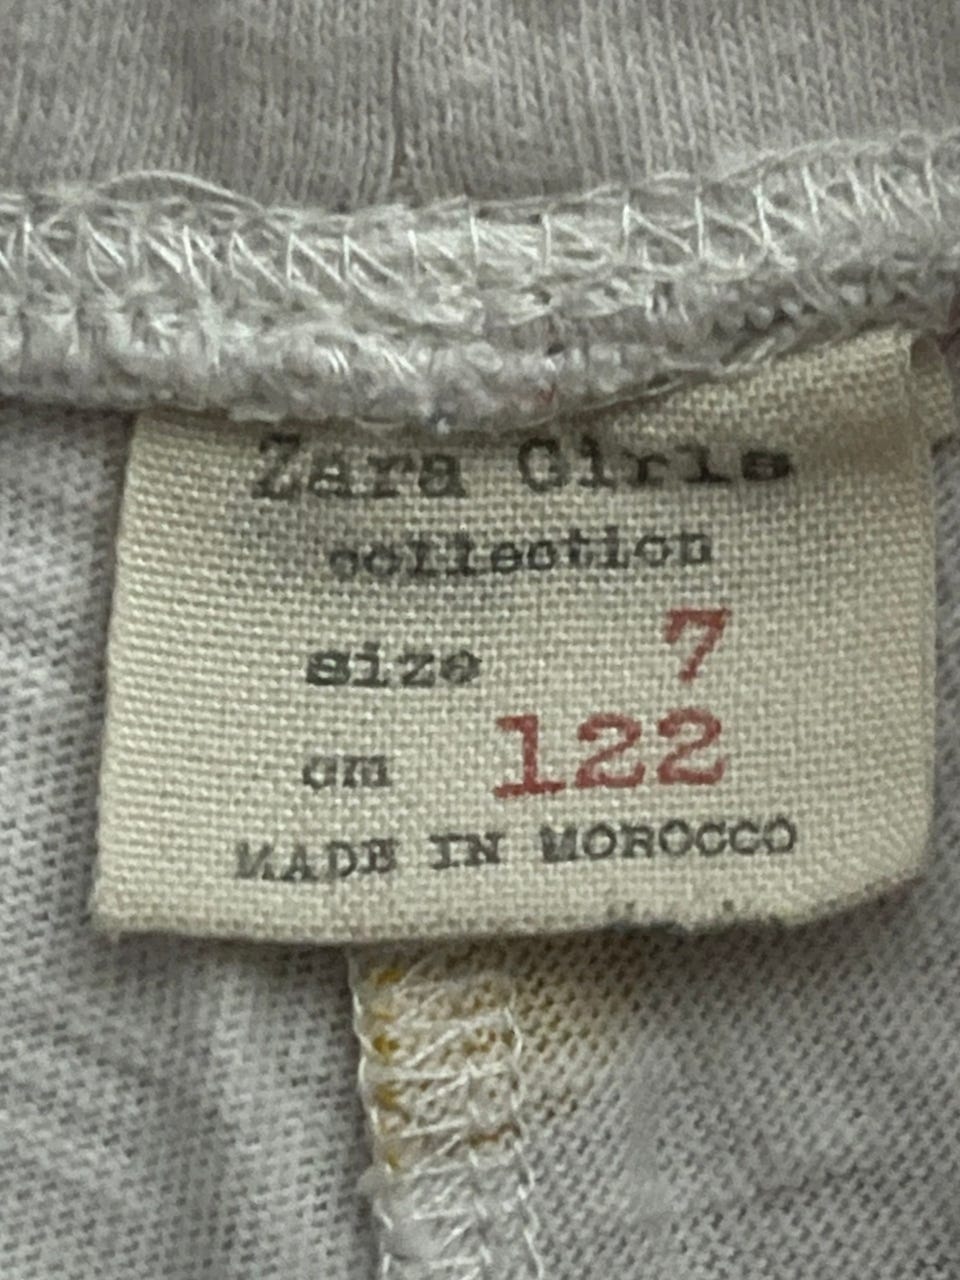 Zara Girls
collection
size 7
cm 122
MADE IN MOROCCO